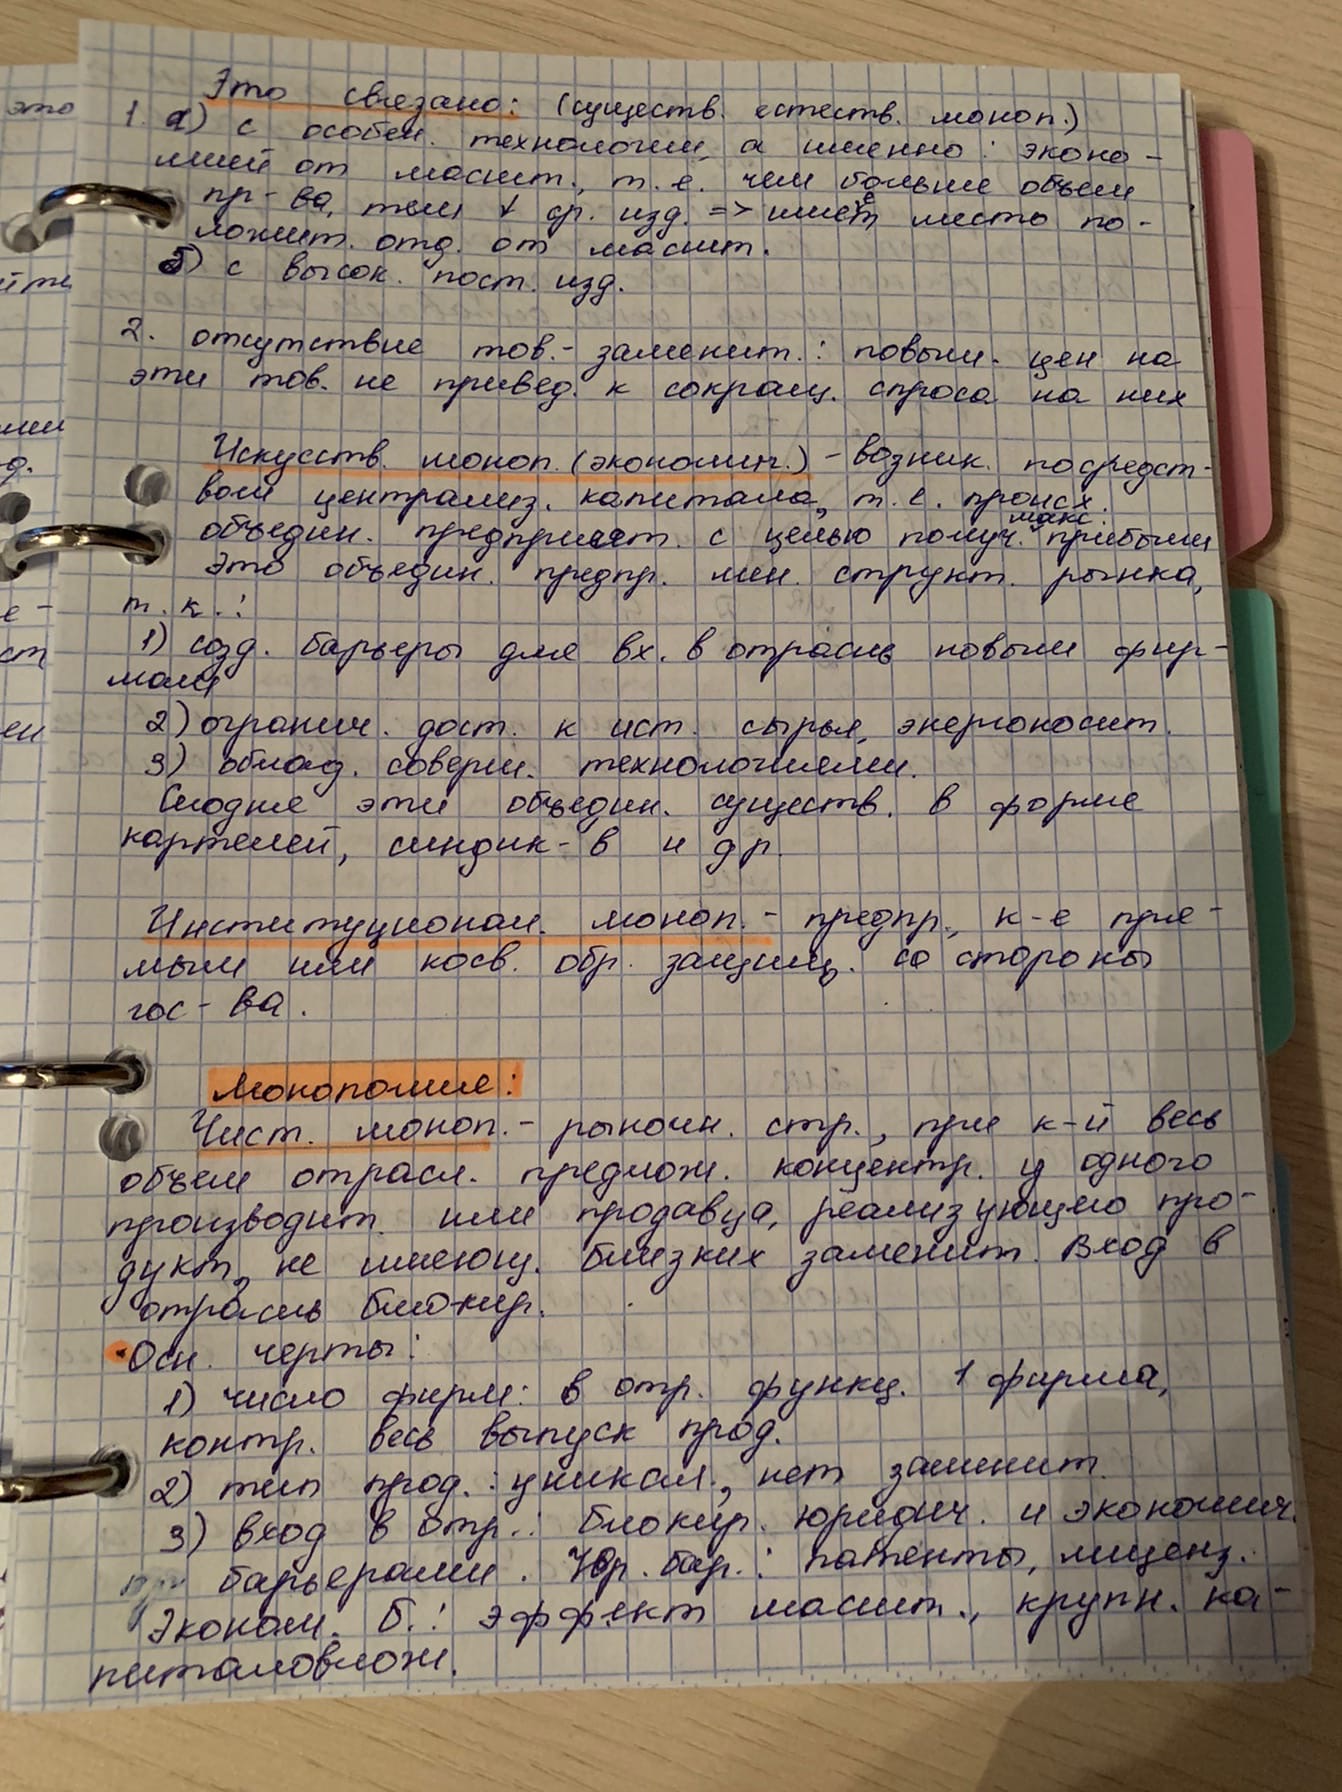 это
Это связано: (существ. естеств. моноп.)
1. а) с особен. технологии, а именно: эконо-
мией от масшт., т.е. чем больше объем
пр-ва, тем ↓ ср. изд. => имеет место по-
ложит. отд. от масшт.
б) с высок. пост. изд.
2. отсутствие тов.-заменит.: повыш. цен на
эти тов. не привед. к сокращ. спроса на них
Искусств. моноп. (экономич.) - возник. посредст-
вом централиз. капитала, т.е. происх.
объедин. предприят. с целью получ. макс. прибыли
Это объедин. предпр. мен. структ. рынка,
т.к.:
1) созд. барьеры для вх. в отрасль новым фир-
мам
2) огранич. дост. к ист. сырья, энергоносит.
3) облад. соверш. технологиями.
Сегодня эти объедин. существ. в форме
картелей, синдик-в и др.
Институционал. моноп. - предпр., к-е пря-
мым или косв. обр. защищ. со стороны
гос-ва.
Монополия:
Чист. моноп. - рыночн. стр., при к-й весь
объем отрасл. предлож. концентр. у одного
производит. или продавца, реализующего про-
дукт, не имеющ. близких заменит. Вход в
отрасль блокир.
• Осн. черты:
1) число фирм: в отр. функц. 1 фирма,
контр. весь выпуск прод.
2) тип прод.: уникал., нет заменит.
3) вход в отр.: блокир. юридич. и экономич.
барьерами. Юр. бар.: патенты, лиценз.
Эконом. б.: эффект масшт., крупн. ка-
питаловлож.